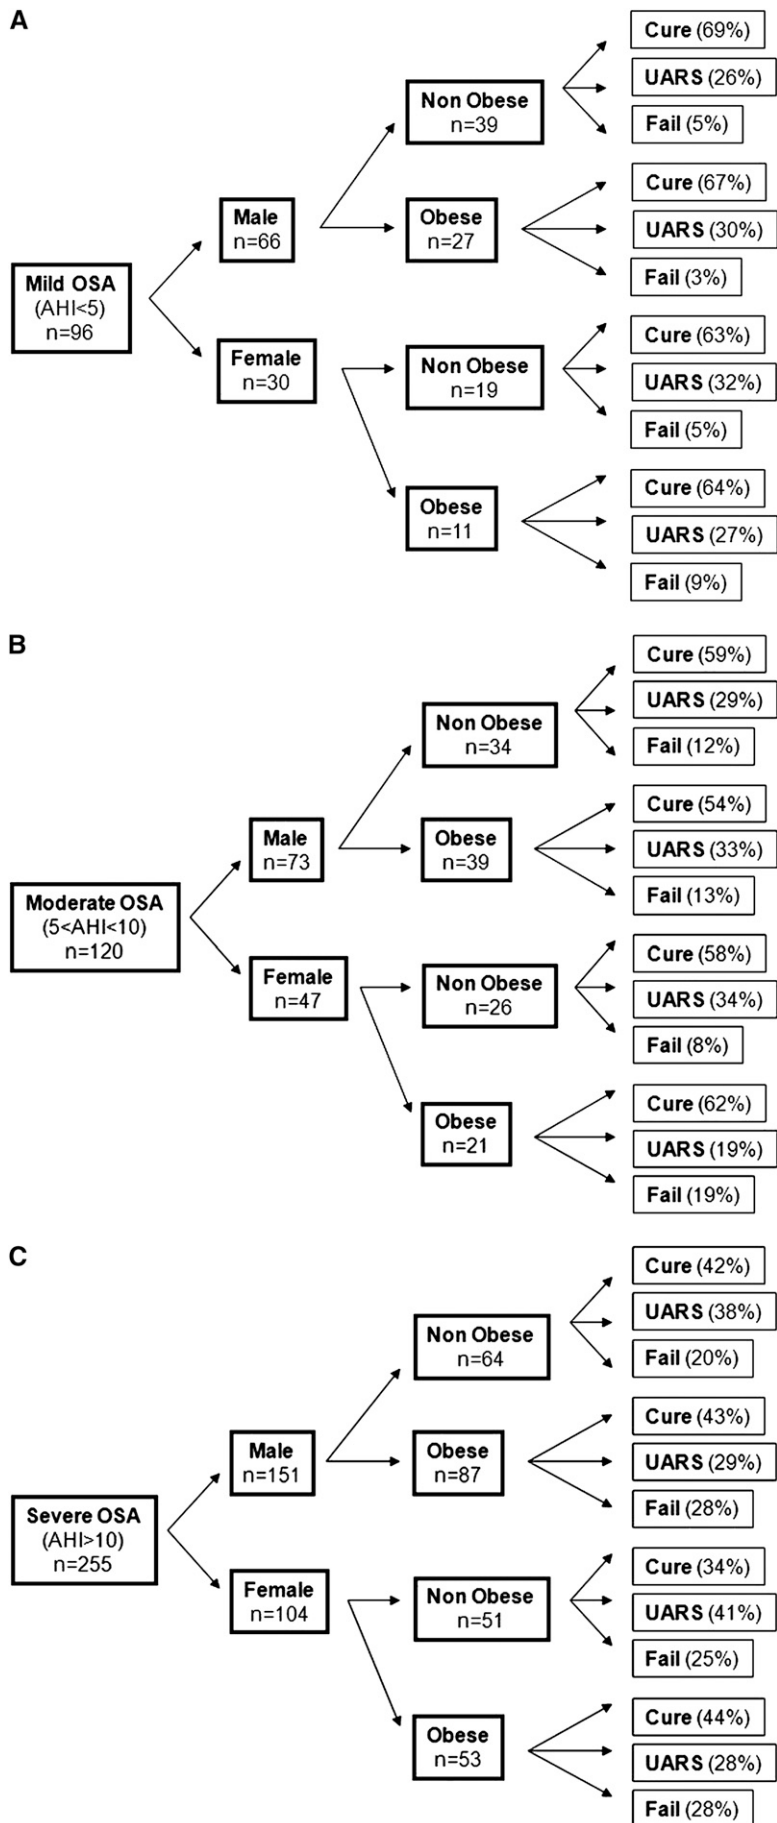 A
Mild OSA
(AHI<5)
n=96
Male
n=66
Female
n=30
Non Obese
n=39
Obese
n=27
Non Obese
n=19
Obese
n=11
Cure (69%)
UARS (26%)
Fail (5%)
Cure (67%)
UARS (30%)
Fail (3%)
Cure (63%)
UARS (32%)
Fail (5%)
Cure (64%)
UARS (27%)
Fail (9%)
B
Moderate OSA
(5<AHI<10)
n=120
Male
n=73
Female
n=47
Non Obese
n=34
Obese
n=39
Non Obese
n=26
Obese
n=21
Cure (59%)
UARS (29%)
Fail (12%)
Cure (54%)
UARS (33%)
Fail (13%)
Cure (58%)
UARS (34%)
Fail (8%)
Cure (62%)
UARS (19%)
Fail (19%)
C
Severe OSA
(AHI>10)
n=255
Male
n=151
Female
n=104
Non Obese
n=64
Obese
n=87
Non Obese
n=51
Obese
n=53
Cure (42%)
UARS (38%)
Fail (20%)
Cure (43%)
UARS (29%)
Fail (28%)
Cure (34%)
UARS (41%)
Fail (25%)
Cure (44%)
UARS (28%)
Fail (28%)